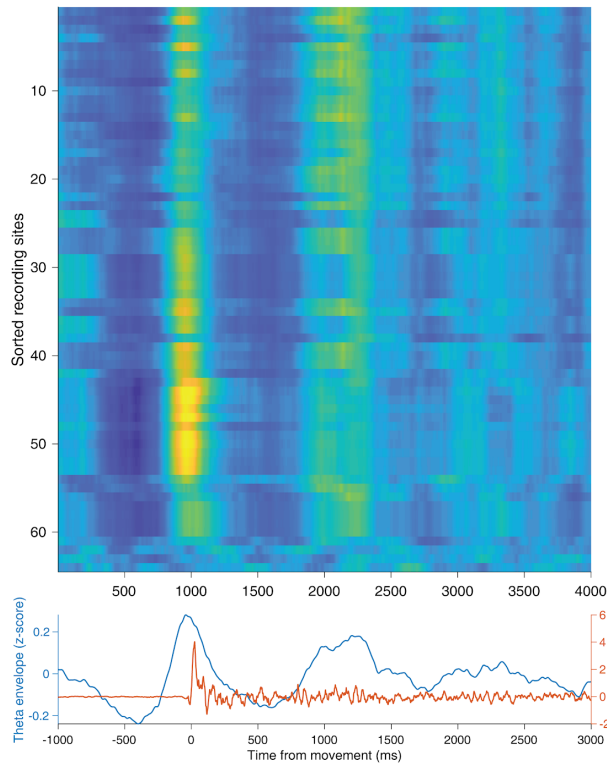 10
20
30
40
50
60
Sorted recording sites
500 1000 1500 2000 2500 3000 3500 4000
Theta envelope (z-score)
0.2
0
-0.2
6
4
2
0
-2
-1000 -500 0 500 1000 1500 2000 2500 3000
Time from movement (ms)